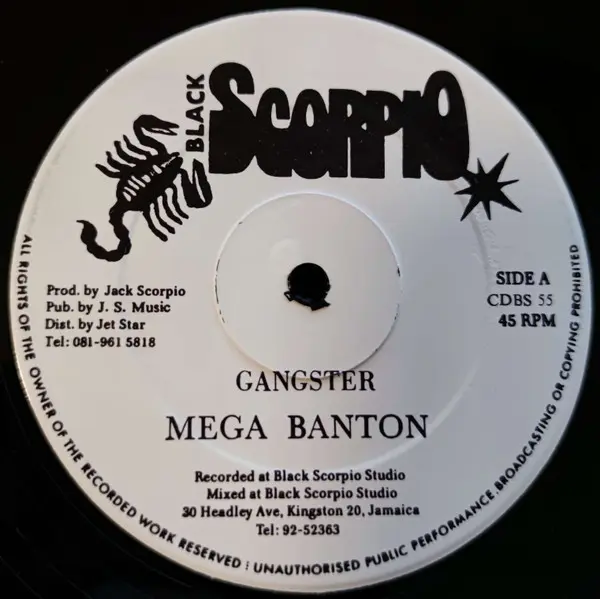 BLACK
SCORPIO
Prod. by Jack Scorpio
Pub. by J. S. Music
Dist. by Jet Star
Tel: 081-961 5818
SIDE A
CDBS 55
45 RPM
GANGSTER
MEGA BANTON
Recorded at Black Scorpio Studio
Mixed at Black Scorpio Studio
30 Headley Ave, Kingston 20, Jamaica
Tel: 92-52363
ALL RIGHTS OF THE OWNER OF THE RECORDED WORK RESERVED : UNAUTHORISED PUBLIC PERFORMANCE. BROADCASTING OR COPYING PROHIBITED